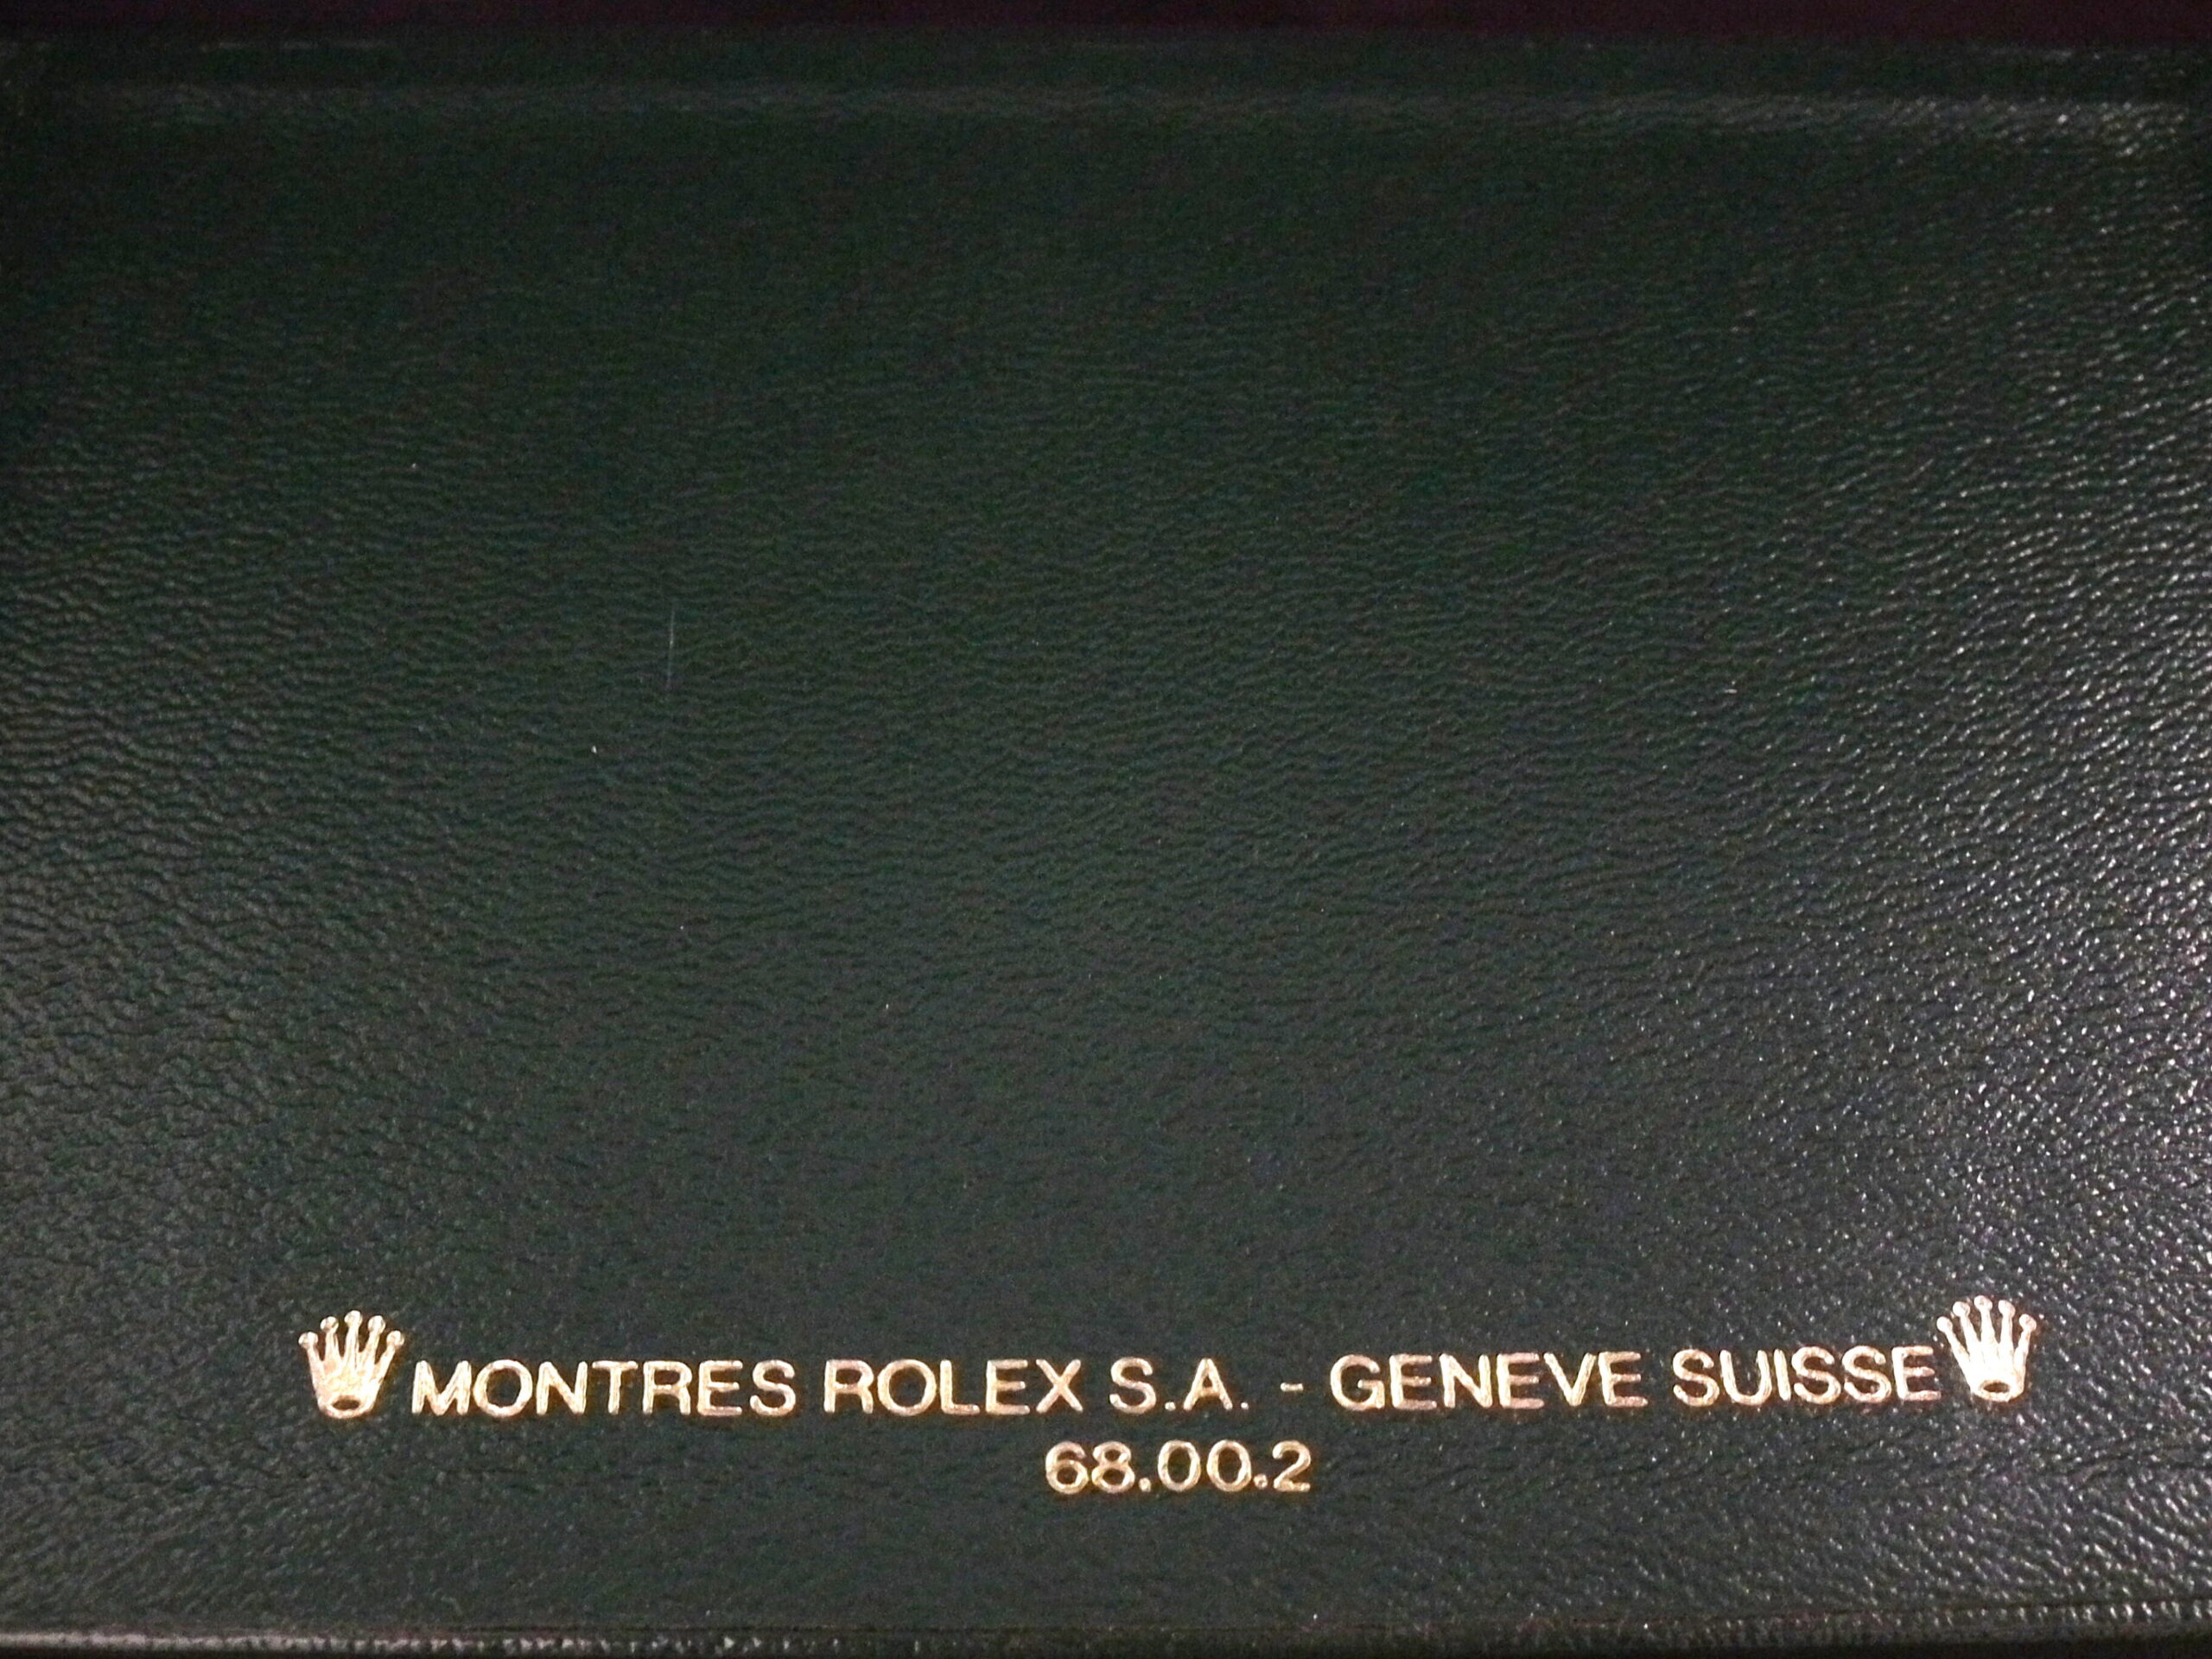 MONTRES ROLEX S.A. - GENEVE SUISSE
68.00.2